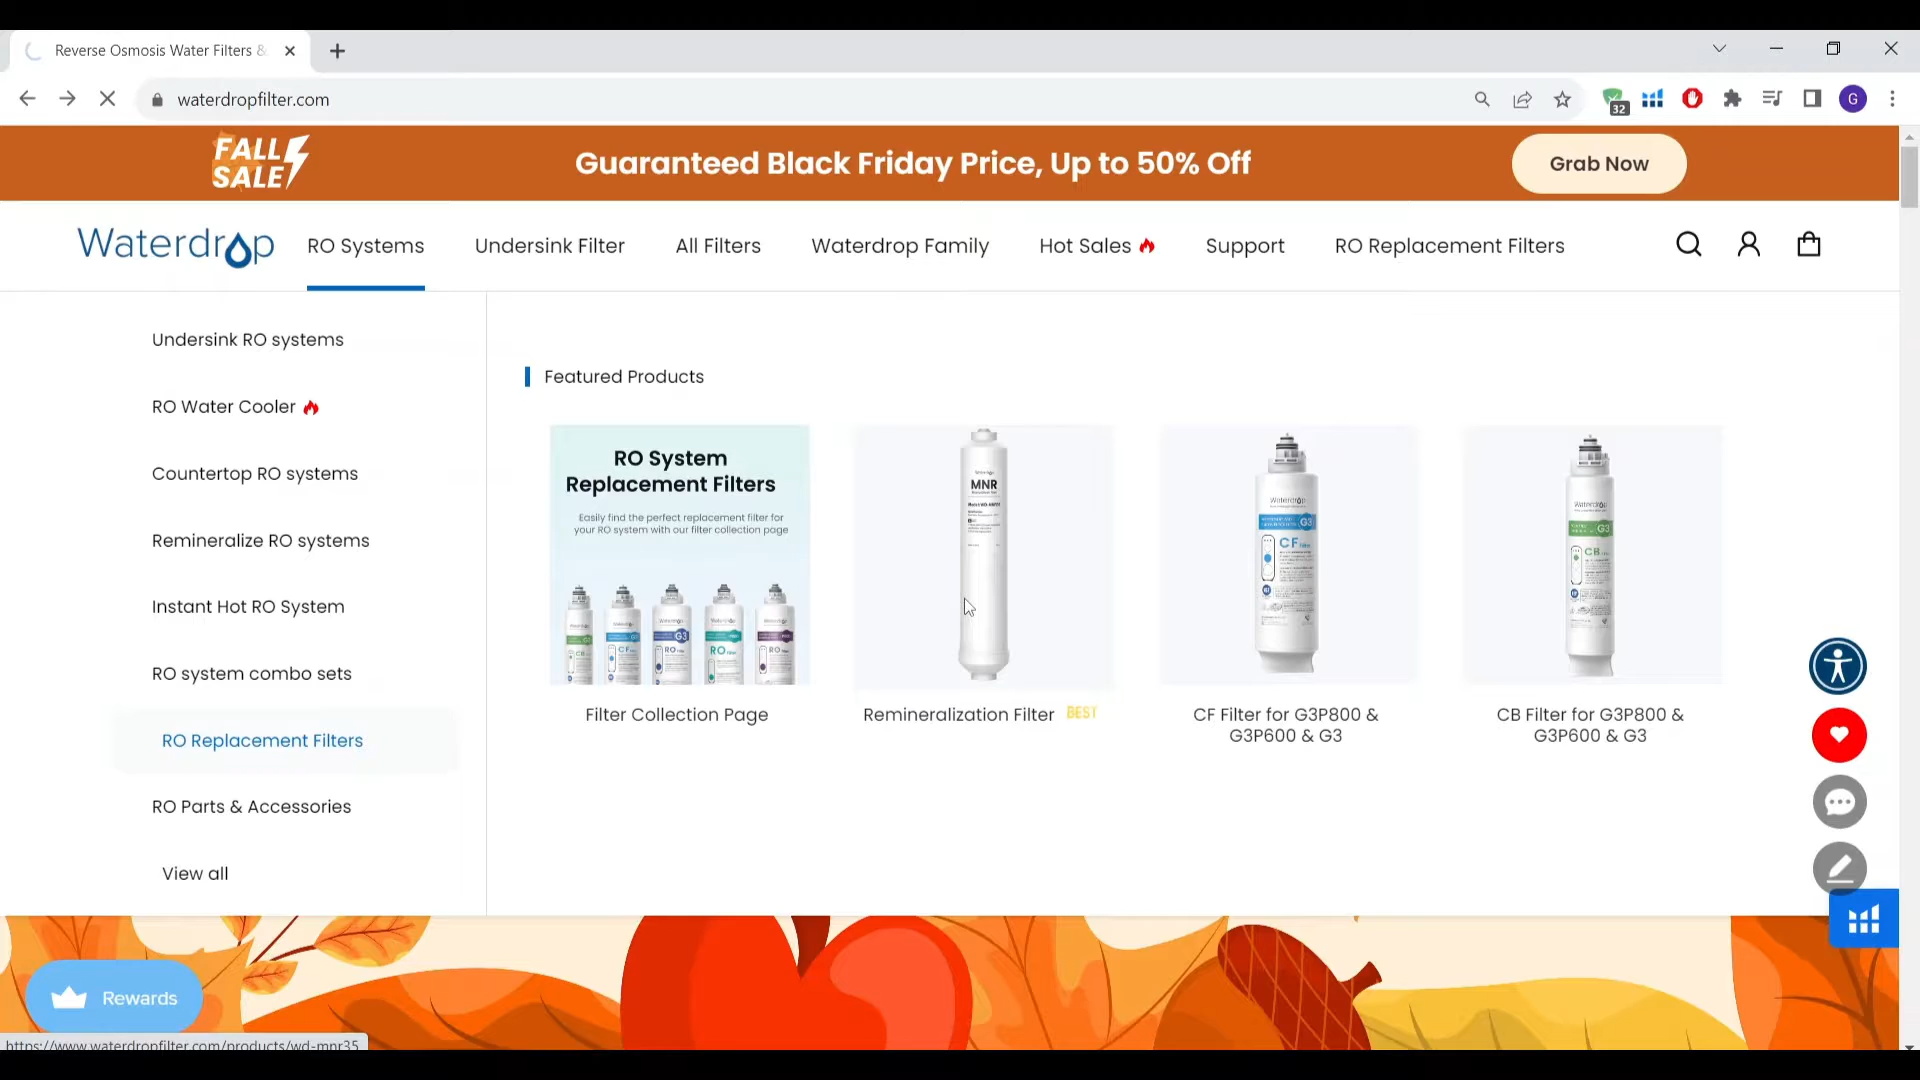 Reverse Osmosis Water Filters &
waterdropfilter.com
32
G
FALL
SALE
Guaranteed Black Friday Price, Up to 50% Off
Grab Now
Waterdrop
RO Systems
Undersink Filter
All Filters
Waterdrop Family
Hot Sales
Support
RO Replacement Filters
Undersink RO systems
RO Water Cooler
Countertop RO systems
Remineralize RO systems
Instant Hot RO System
RO system combo sets
RO Replacement Filters
RO Parts & Accessories
View all
Featured Products
RO System
Replacement Filters
Easily find the perfect replacement filter for
your RO system with our filter collection page
Filter Collection Page
MNR
Remineralization Filter BEST
Waterdrop
G3
CF Filter
CF Filter for G3P800 &
G3P600 & G3
Waterdrop
G3
CB
CB Filter for G3P800 &
G3P600 & G3
Rewards
https://www.waterdropfilter.com/products/wd-mnr35